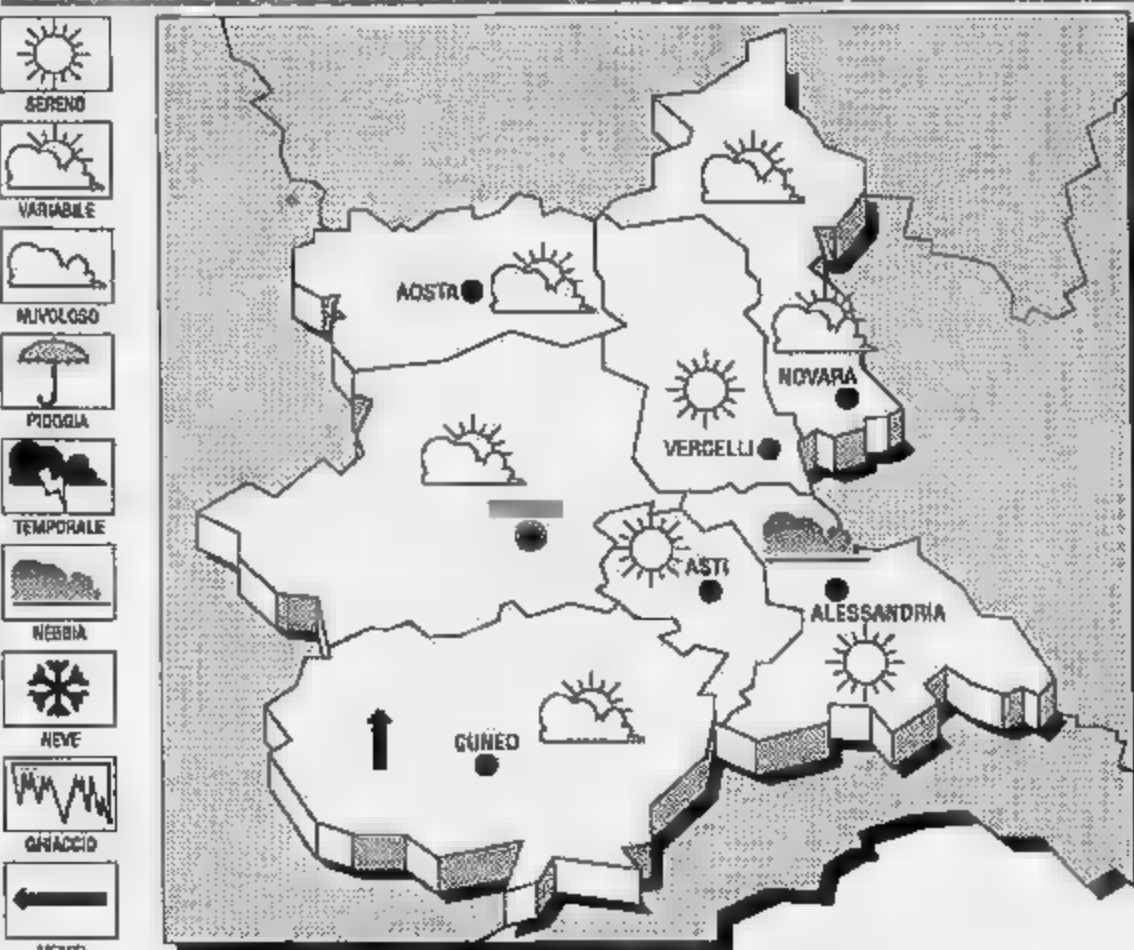 SERENO
VARIABILE
NUVOLOSO
PIOGGIA
TEMPORALE
NEBBIA
NEVE
GHIACCIO
AOSTA
NOVARA
VERCELLI
ASTI
ALESSANDRIA
CUNEO